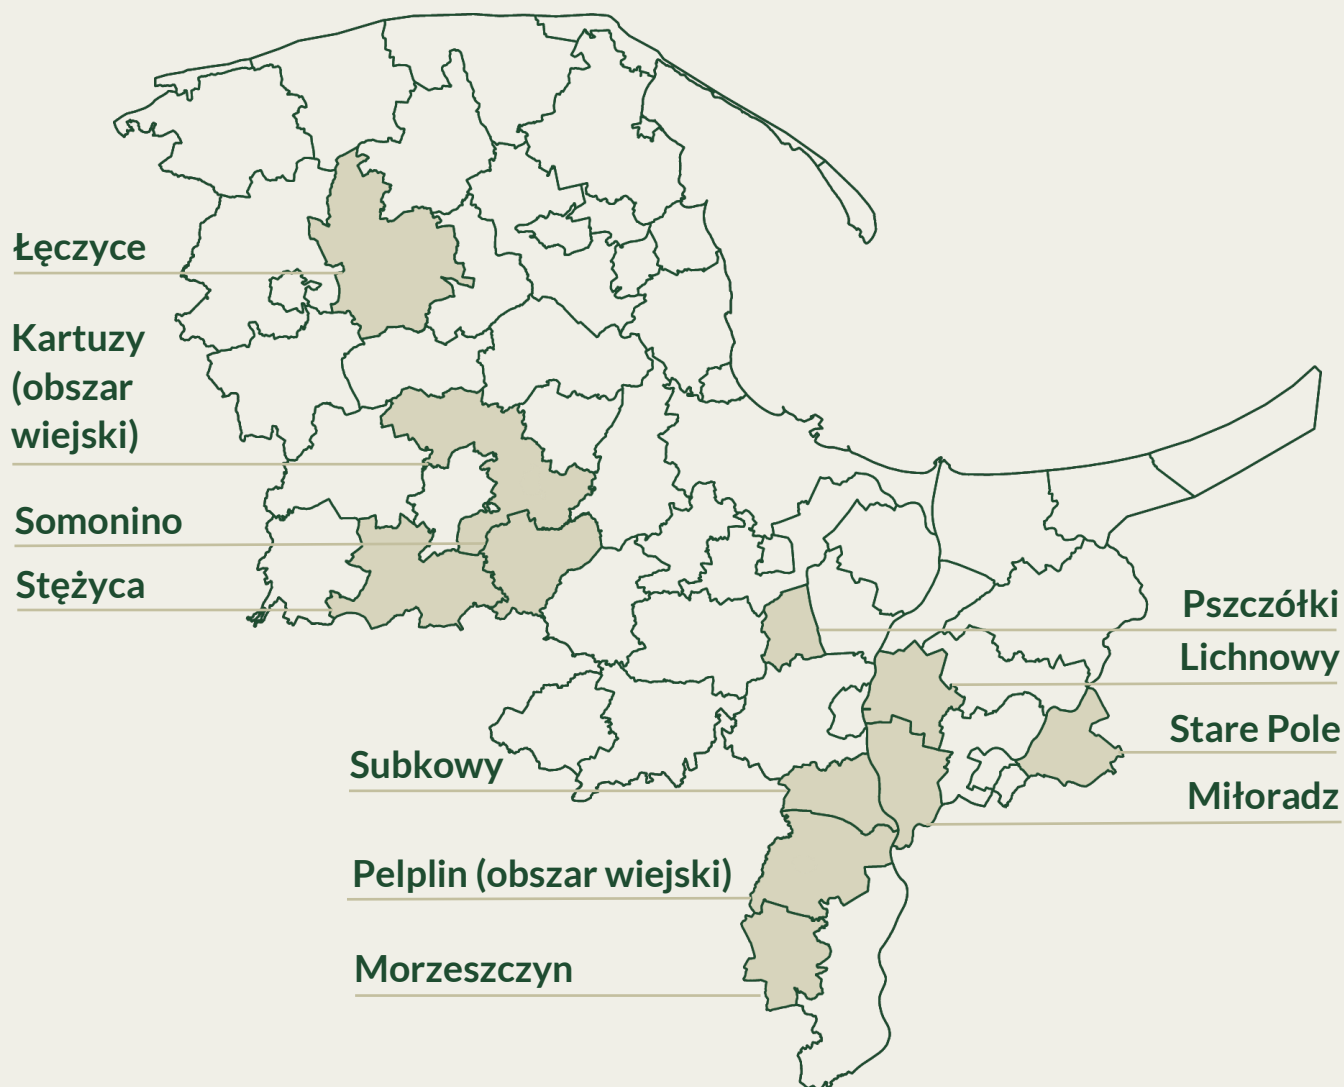 Łęczyce
Kartuzy
(obszar
wiejski)
Somonino
Stężyca
Pszczółki
Lichnowy
Stare Pole
Miłoradz
Subkowy
Pelplin (obszar wiejski)
Morzeszczyn